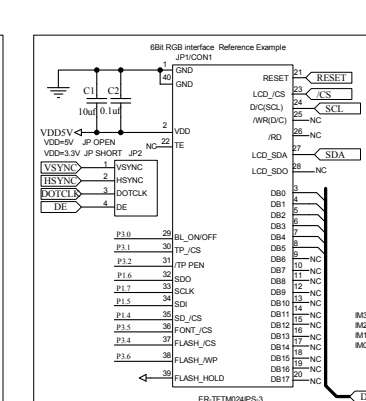 6Bit RGB interface Reference Example
JP1/CON1
1 GND
40 GND
C1 C2
10uf 0.1uf
VDD5V
2 VDD
VDD=5V JP OPEN
VDD=3.3V JP SHORT JP2
NC 22 TE
VSYNC 1 VSYNC
HSYNC 2 HSYNC
DOTCLK 3 DOTCLK
DE 4 DE
P3.0 29 BL_ON/OFF
P3.1 30 TP_/CS
P3.2 31 /TP PEN
P1.6 32 SDO
P1.7 33 SCLK
P1.5 34 SDI
P1.4 35 SD_/CS
P3.5 36 FONT_/CS
P3.4 37 FLASH_/CS
P3.6 38 FLASH_/WP
39 FLASH_HOLD
RESET 21 RESET
LCD_/CS 23 /CS
D/C(SCL) 24 SCL
/WR(D/C) 25 NC
/RD 26 NC
LCD_SDA 27 SDA
LCD_SDO 28 NC
DB0 3
DB1 4
DB2 5
DB3 6
DB4 7
DB5 8
DB6 9 NC
DB7 10 NC
DB8 11 NC
DB9 12 NC
DB10 13 NC
DB11 14 NC
DB12 15 NC
DB13 16 NC
DB14 17 NC
DB15 18 NC
DB16 19 NC
DB17 20 NC
IM3
IM2
IM1
IM0
D
ER-TFTM024IPS-3